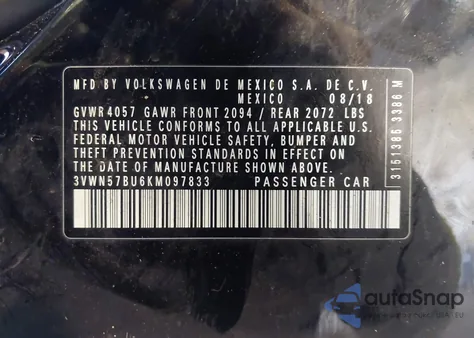 MFD BY VOLKSWAGEN DE MEXICO S.A. DE C.V.
MEXICO 08/18
GVWR 4057 GAWR FRONT 2094 / REAR 2072 LBS
THIS VEHICLE CONFORMS TO ALL APPLICABLE U.S.
FEDERAL MOTOR VEHICLE SAFETY, BUMPER AND
THEFT PREVENTION STANDARDS IN EFFECT ON
THE DATE OF MANUFACTURE SHOWN ABOVE.
3VWN57BU6KM097833 PASSENGER CAR
3151385 3386 M
autoSnap